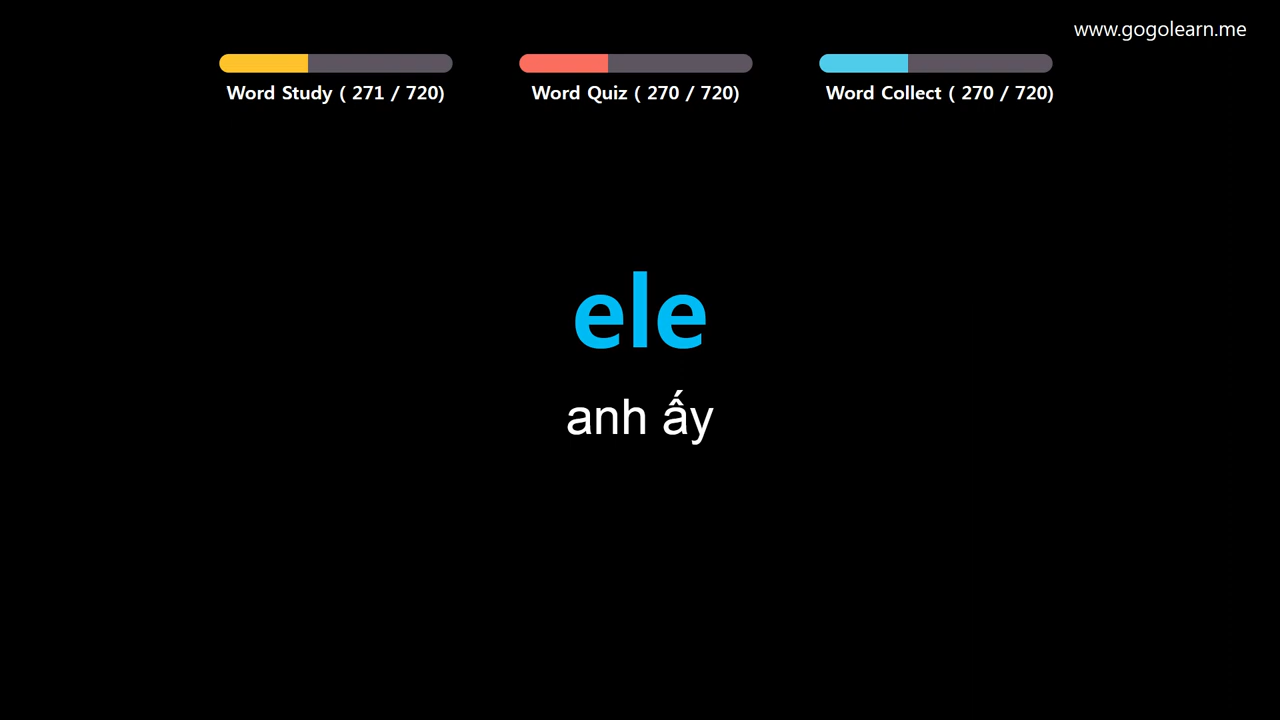 www.gogolearn.me
Word Study ( 271 / 720)
Word Quiz ( 270 / 720)
Word Collect ( 270 / 720)
ele
anh ấy